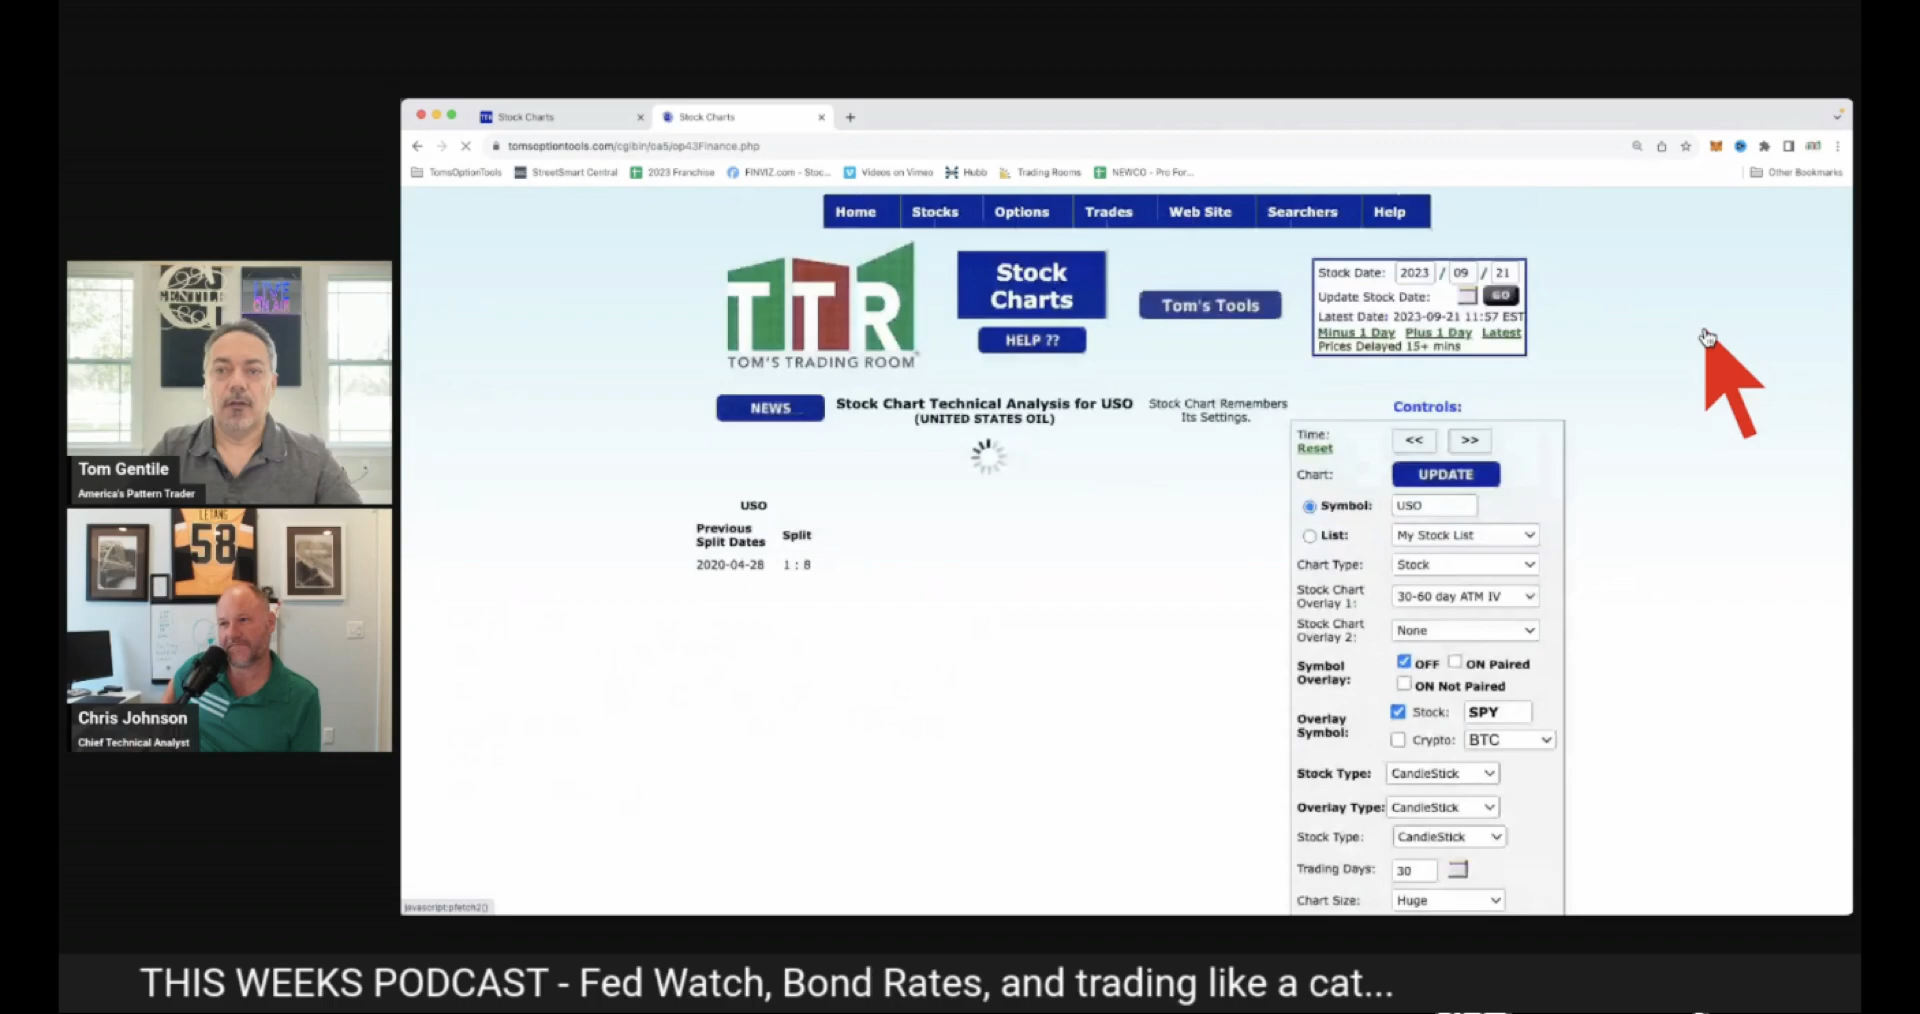 Stock Charts
Stock Charts
tomsoptiontools.com/cgibin/oa5/op43Finance.php
TomsOptionTools
StreetSmart Central
2023 Franchise
FINVIZ.com - Stoc...
Videos on Vimeo
Hubb
Trading Rooms
NEWCO - Pro For...
Other Bookmarks
Home
Stocks
Options
Trades
Web Site
Searchers
Help
TTR
TOM'S TRADING ROOM
Stock
Charts
HELP ??
Tom's Tools
Stock Date: 2023 / 09 / 21
Update Stock Date: GO
Latest Date: 2023-09-21 11:57 EST
Minus 1 Day Plus 1 Day Latest
Prices Delayed 15+ mins
NEWS
Stock Chart Technical Analysis for USO
(UNITED STATES OIL)
Stock Chart Remembers
Its Settings.
USO
Previous
Split Dates
Split
2020-04-28 1 : 8
Controls:
Time:
Reset
<< >>
Chart: UPDATE
Symbol: USO
List: My Stock List
Chart Type: Stock
Stock Chart
Overlay 1:
30-60 day ATM IV
Stock Chart
Overlay 2:
None
Symbol
Overlay:
OFF ON Paired
ON Not Paired
Overlay
Symbol:
Stock: SPY
Crypto: BTC
Stock Type: CandleStick
Overlay Type: CandleStick
Stock Type: CandleStick
Trading Days: 30
Chart Size: Huge
javascript:pfetch2()
GENTILE
LIVE
ON AIR
Tom Gentile
America's Pattern Trader
LETANG
58
Chris Johnson
Chief Technical Analyst
THIS WEEKS PODCAST - Fed Watch, Bond Rates, and trading like a cat...